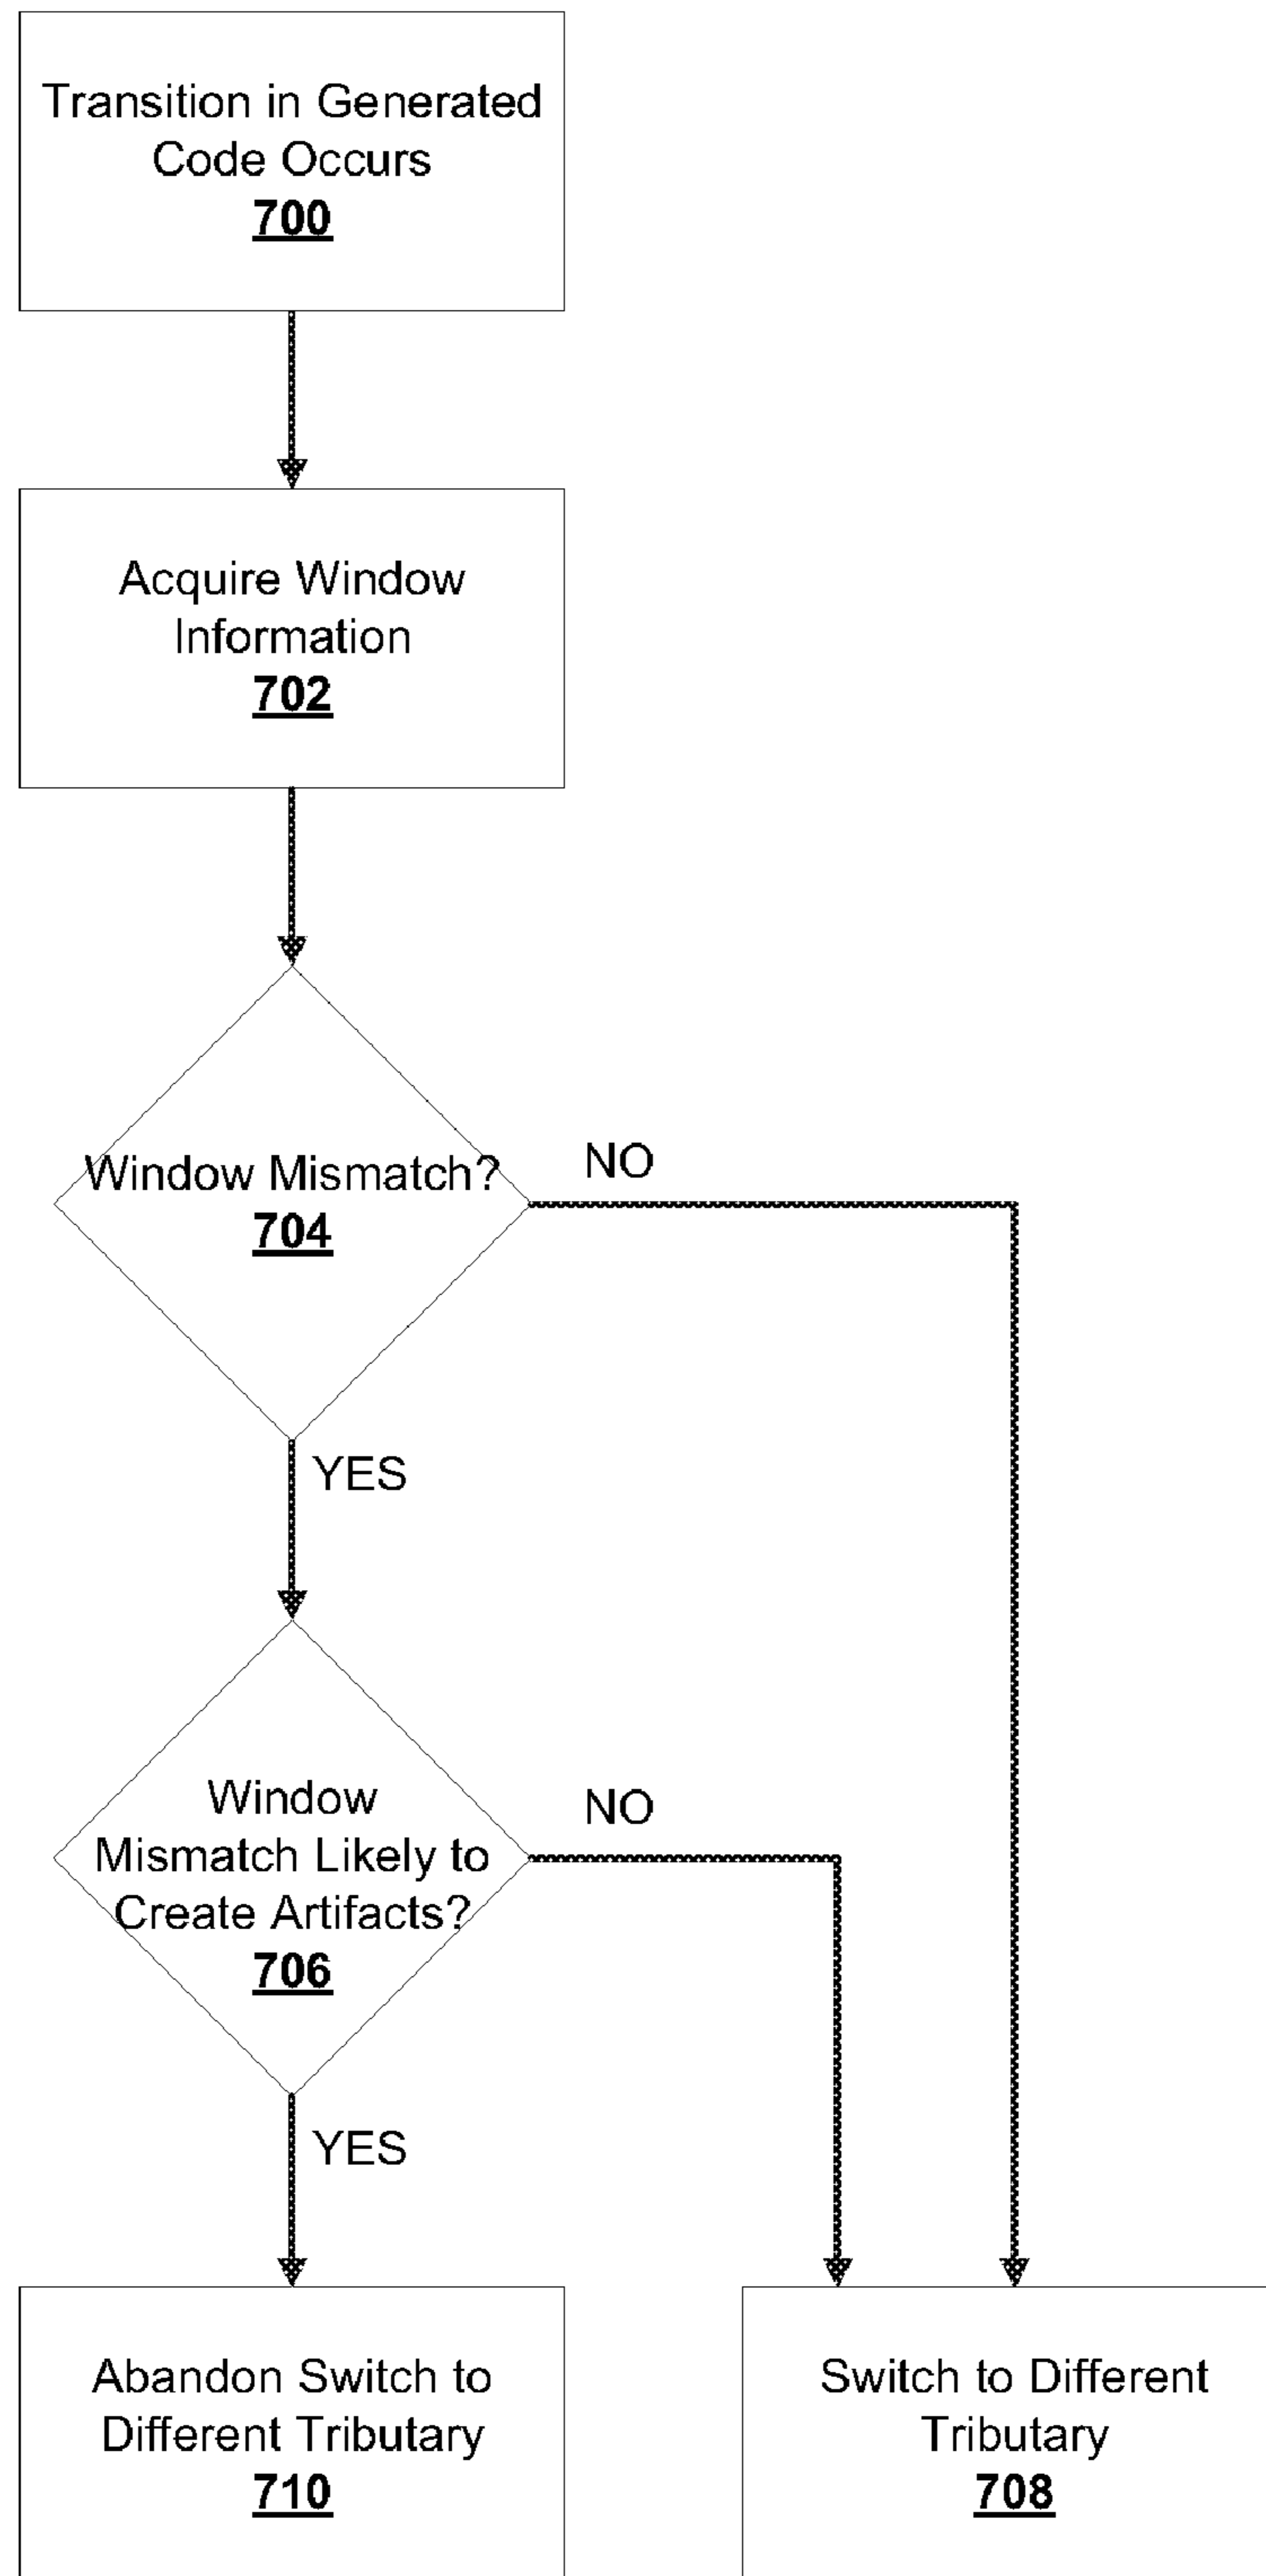 Transition in Generated
Code Occurs
700
Acquire Window
Information
702
Window Mismatch?
704
NO
YES
Window
Mismatch Likely to
Create Artifacts?
706
NO
YES
Abandon Switch to
Different Tributary
710
Switch to Different
Tributary
708